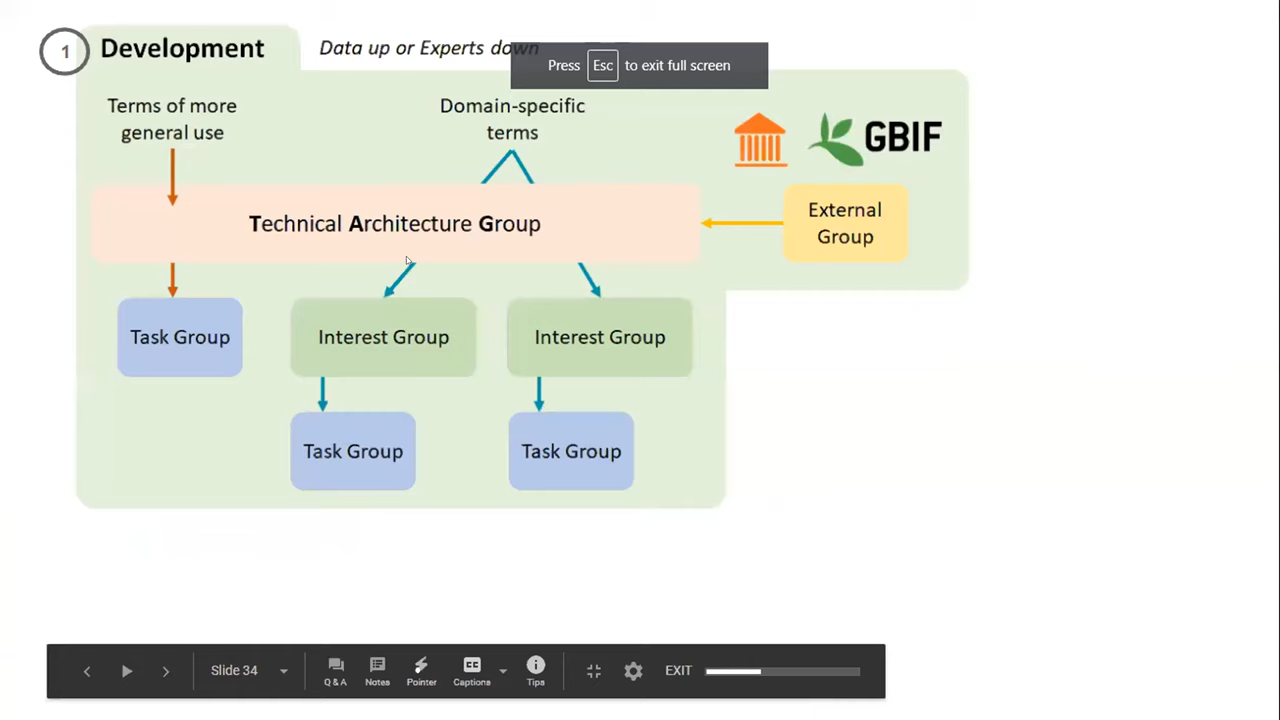 1
Development
Data up or Experts down
Press Esc to exit full screen
Terms of more
general use
Domain-specific
terms
GBIF
Technical Architecture Group
External
Group
Task Group
Interest Group
Interest Group
Task Group
Task Group
Slide 34
Q & A
Notes
Pointer
CC
Captions
Tips
EXIT